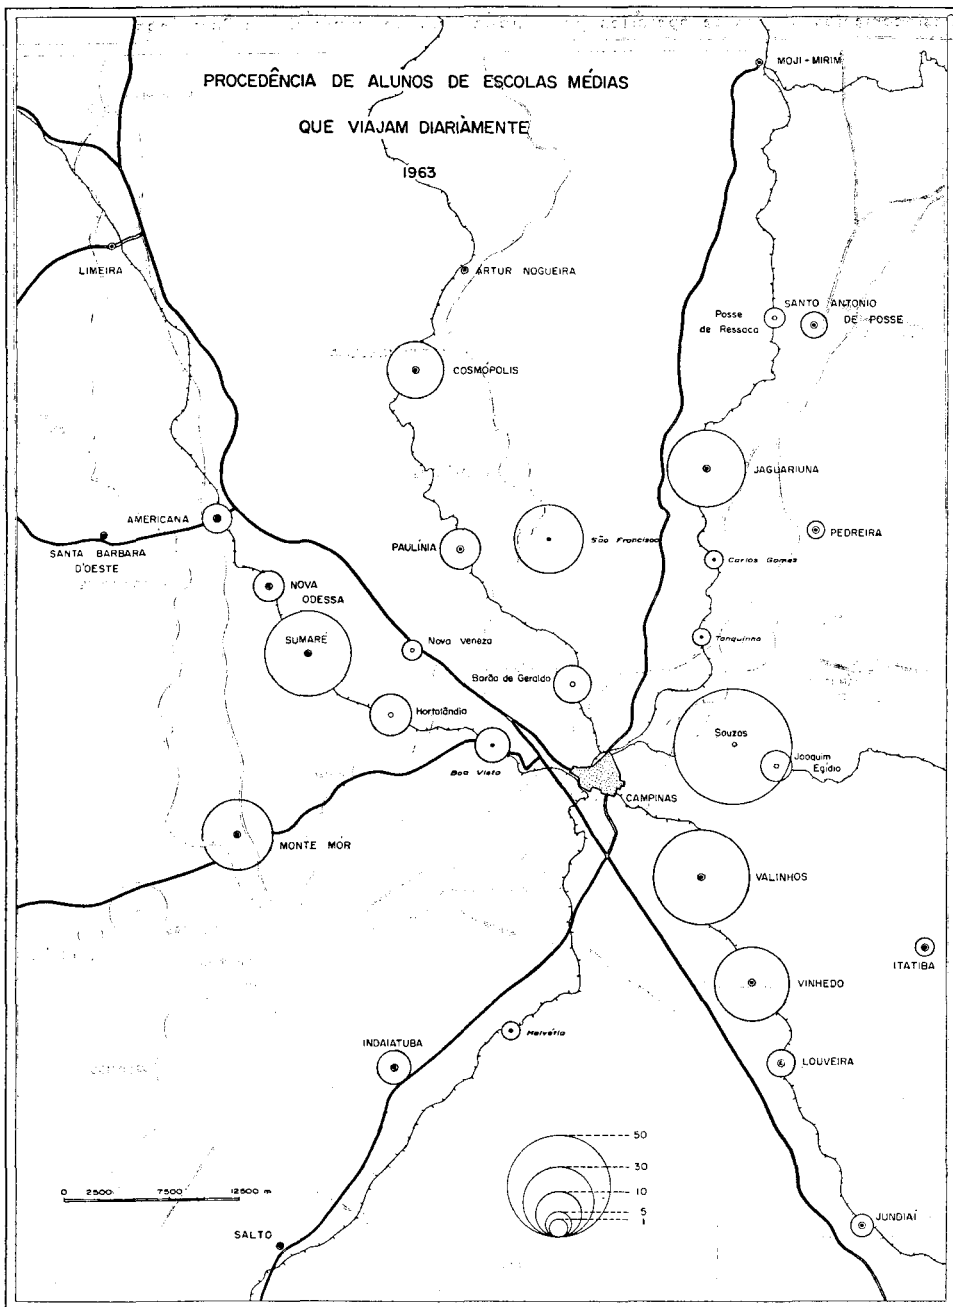 PROCEDÊNCIA DE ALUNOS DE ESCOLAS MÉDIAS
QUE VIAJAM DIARIÀMENTE
1963
MOJI-MIRIM
LIMEIRA
ARTUR NOGUEIRA
Posse
de Ressaca
SANTO ANTONIO
DE POSSE
COSMÓPOLIS
JAGUARIUNA
AMERICANA
SANTA BARBARA
D'OESTE
PAULÍNIA
São Francisco
PEDREIRA
Carlos Gomes
NOVA
ODESSA
SUMARÉ
Nova Veneza
Tanquinho
Barão de Geraldo
Hortolândia
Boa Vista
Souzas
Joaquim
Egídio
CAMPINAS
MONTE MÓR
VALINHOS
ITATIBA
VINHEDO
INDAIATUBA
LOUVEIRA
50
30
10
5
1
0 2500 7500 12500 m
SALTO
JUNDIAÍ